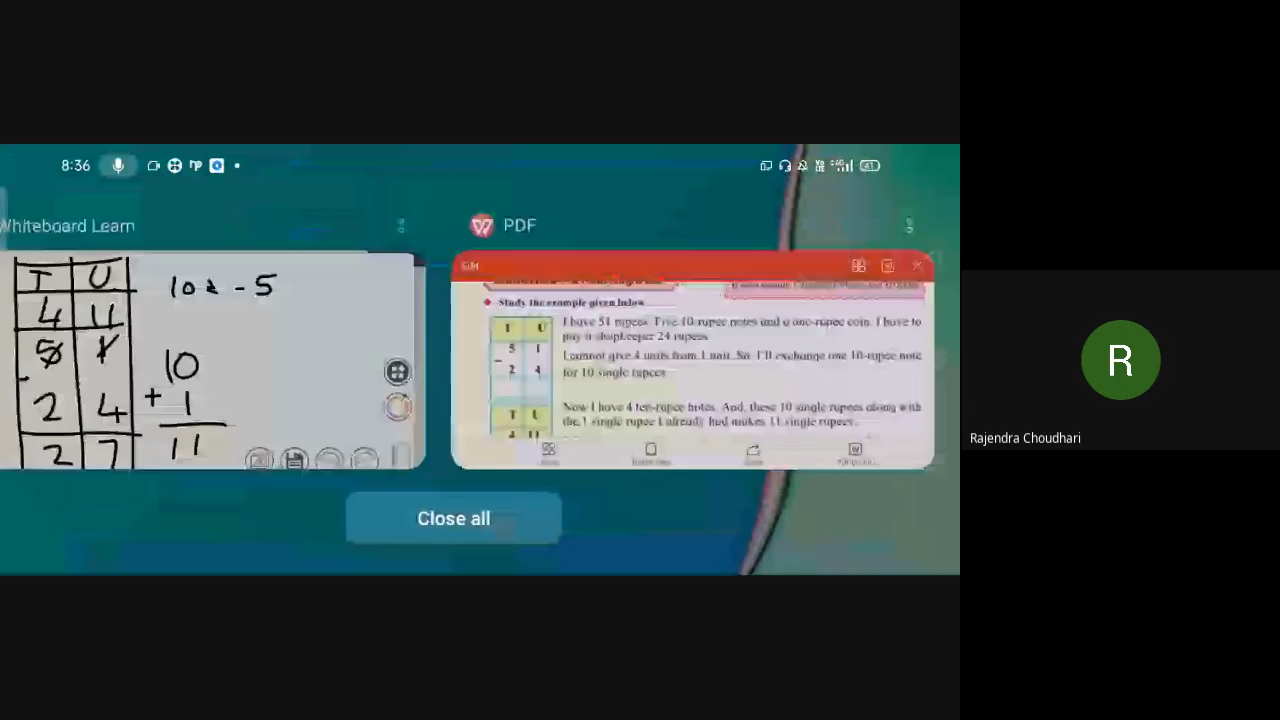 8:36
Whiteboard Learn
T U
4 11
5 1
- 2 4
2 7
10₹ - 5
10
+ 1
11
PDF
Edit
Study the example given below
T U
5 1
- 2 4
T U
4 11
I have 51 rupees. Five 10-rupee notes and a one-rupee coin. I have to
pay a shopkeeper 24 rupees
I cannot give 4 units from 1 unit. So, I'll exchange one 10-rupee note
for 10 single rupees
Now I have 4 ten-rupee notes. And, these 10 single rupees along with
the 1 single rupee I already had makes 11 single rupees.
Close all
R
Rajendra Choudhari